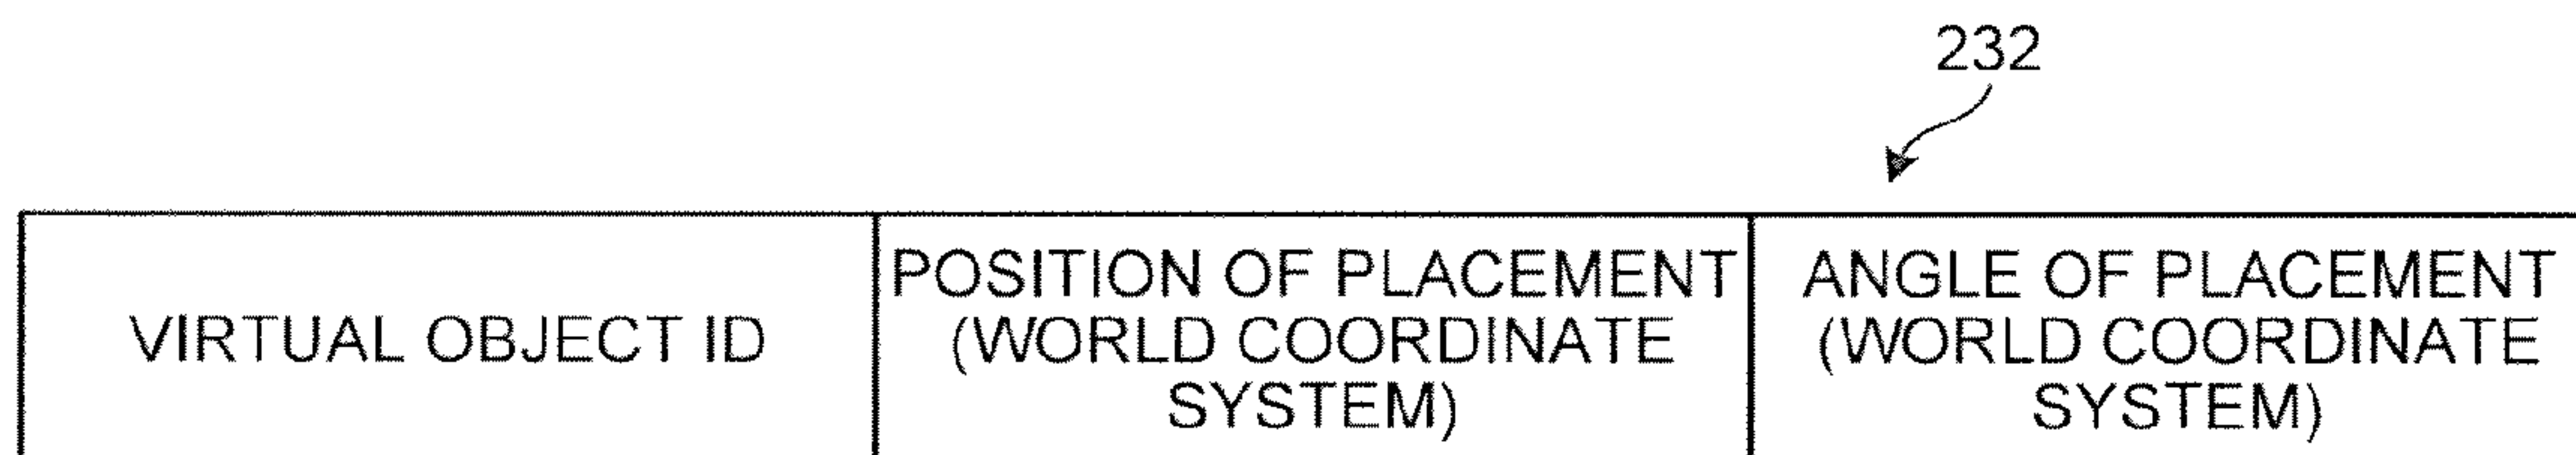 232
VIRTUAL OBJECT ID
POSITION OF PLACEMENT
(WORLD COORDINATE
SYSTEM)
ANGLE OF PLACEMENT
(WORLD COORDINATE
SYSTEM)